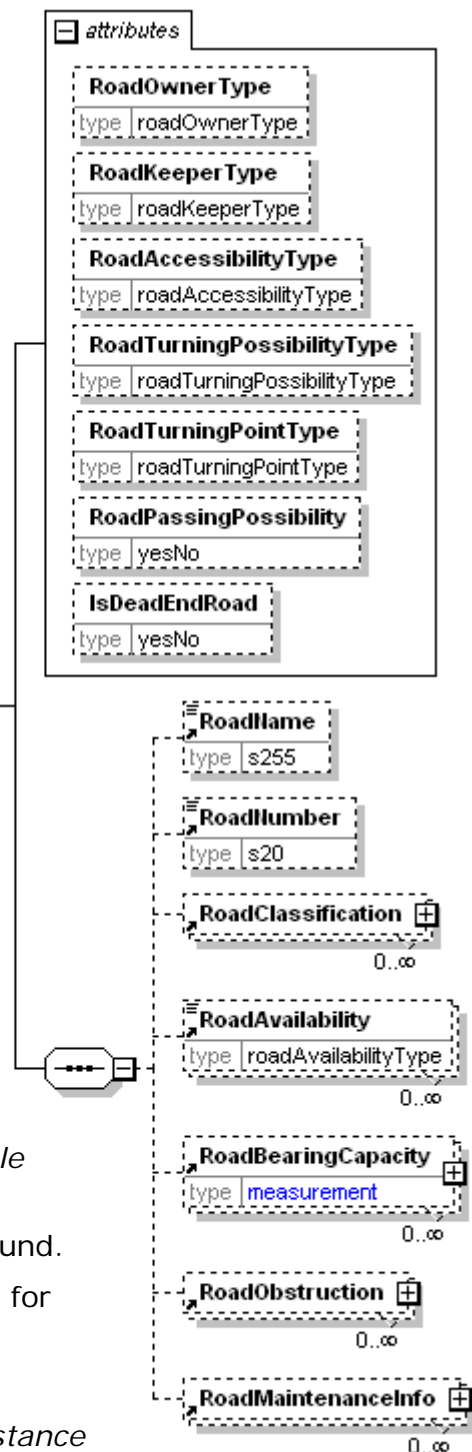 attributes
RoadOwnerType
type roadOwnerType
RoadKeeperType
type roadKeeperType
RoadAccessibilityType
type roadAccessibilityType
RoadTurningPossibilityType
type roadTurningPossibilityType
RoadTurningPointType
type roadTurningPointType
RoadPassingPossibility
type yesNo
IsDeadEndRoad
type yesNo
RoadName
type s255
RoadNumber
type s20
RoadClassification
0..∞
RoadAvailability
type roadAvailabilityType
0..∞
le
RoadBearingCapacity
type measurement
und.
0..∞
for
RoadObstruction
0..∞
RoadMaintenanceInfo
stance
0..∞